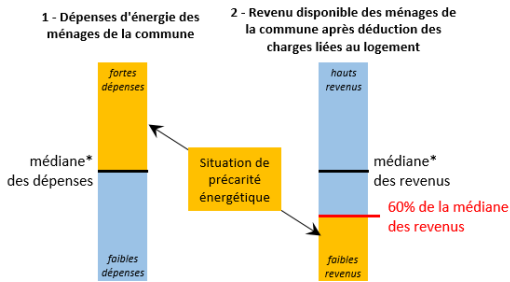 1 - Dépenses d'énergie des
ménages de la commune
2 - Revenu disponible des ménages de
la commune après déduction des
charges liées au logement
fortes
dépenses
hauts
revenus
médiane*
des dépenses
Situation de
précarité
énergétique
médiane*
des revenus
60% de la médiane
des revenus
faibles
dépenses
faibles
revenus